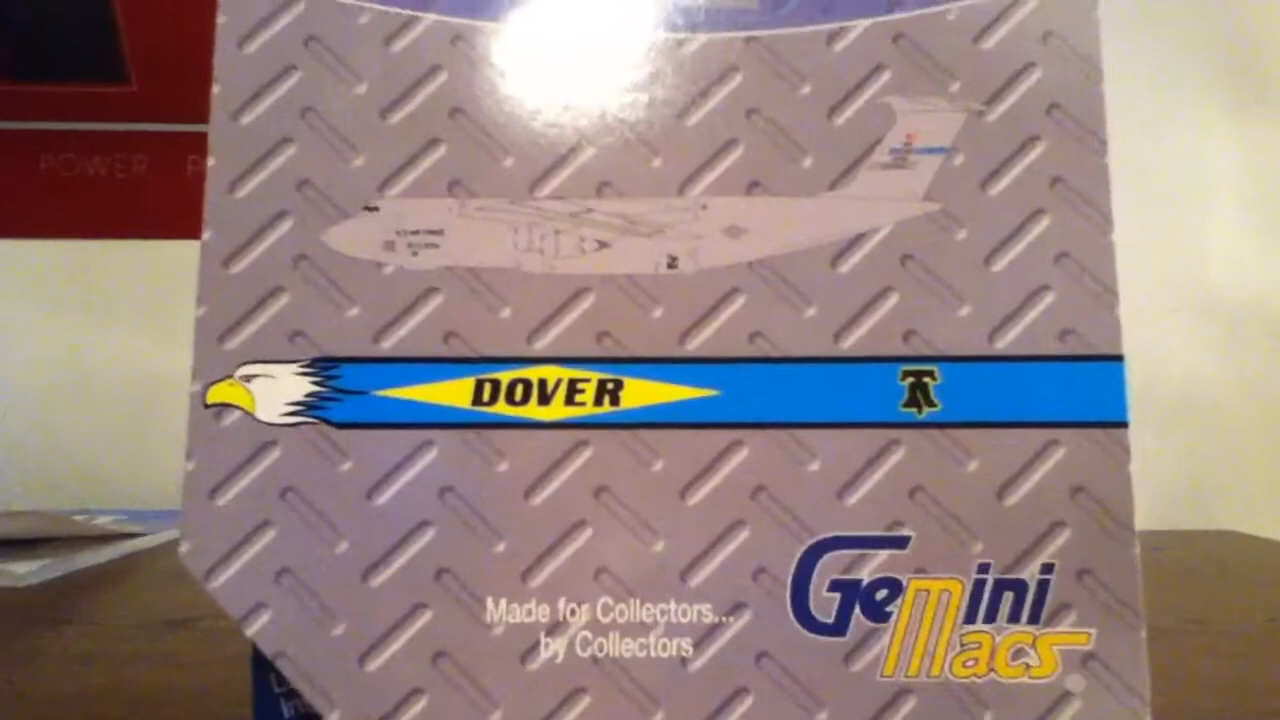 POWER
DOVER
Made for Collectors...
by Collectors
Gemini
Macs